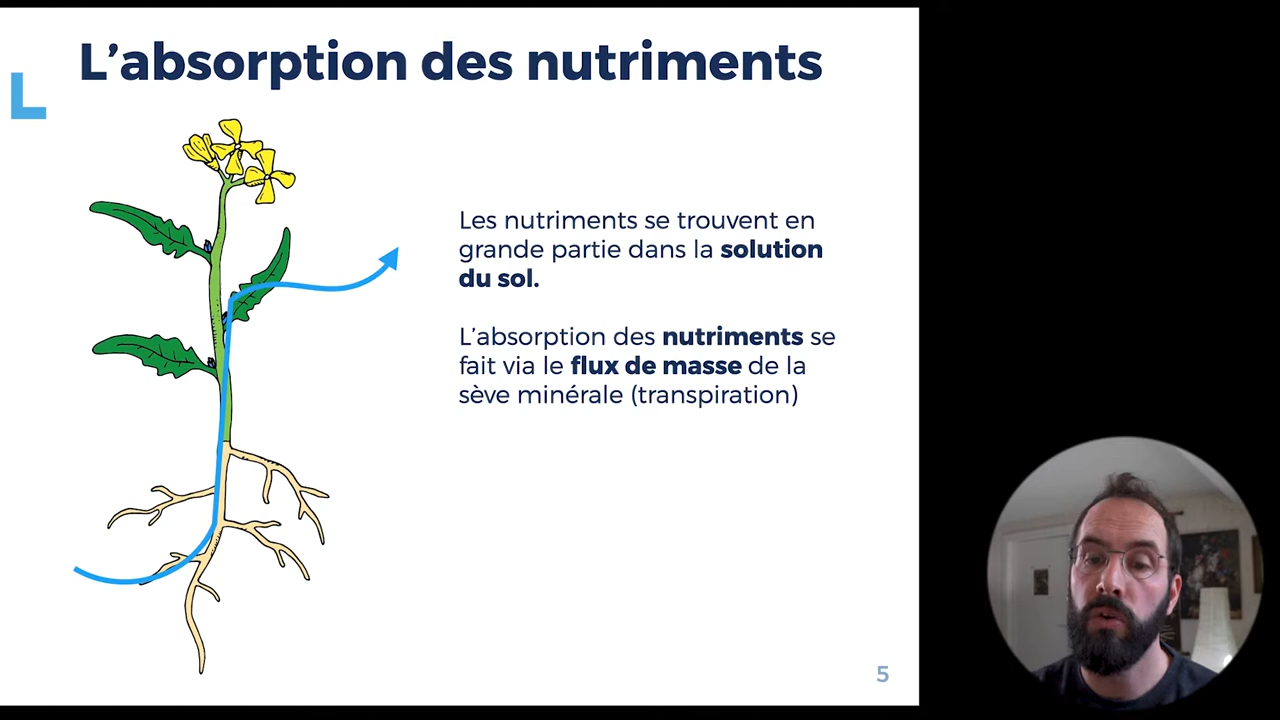 L’absorption des nutriments
Les nutriments se trouvent en
grande partie dans la solution
du sol.
L’absorption des nutriments se
fait via le flux de masse de la
sève minérale (transpiration)
5